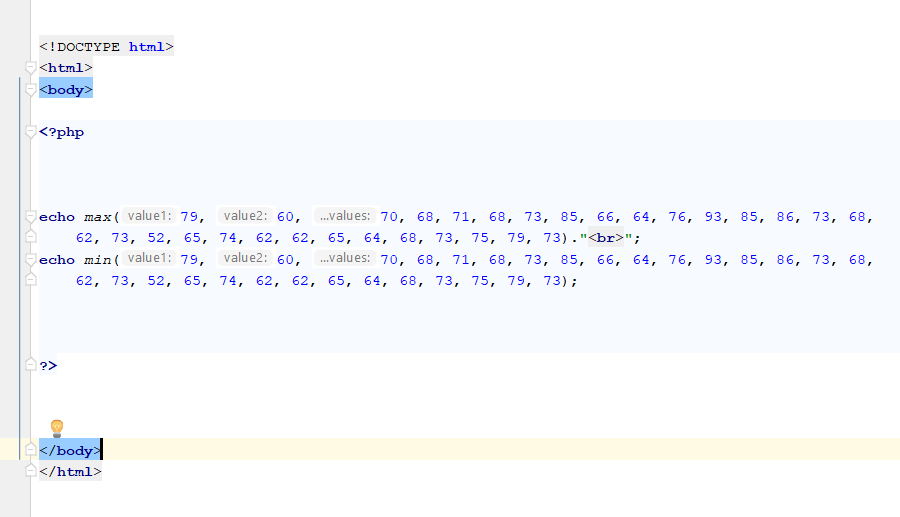 <!DOCTYPE html>
<html>
<body>
<?php
echo max( value1: 79, value2: 60, ...values: 70, 68, 71, 68, 73, 85, 66, 64, 76, 93, 85, 86, 73, 68,
62, 73, 52, 65, 74, 62, 62, 65, 64, 68, 73, 75, 79, 73)."<br>";
echo min( value1: 79, value2: 60, ...values: 70, 68, 71, 68, 73, 85, 66, 64, 76, 93, 85, 86, 73, 68,
62, 73, 52, 65, 74, 62, 62, 65, 64, 68, 73, 75, 79, 73);
?>
</body>
</html>